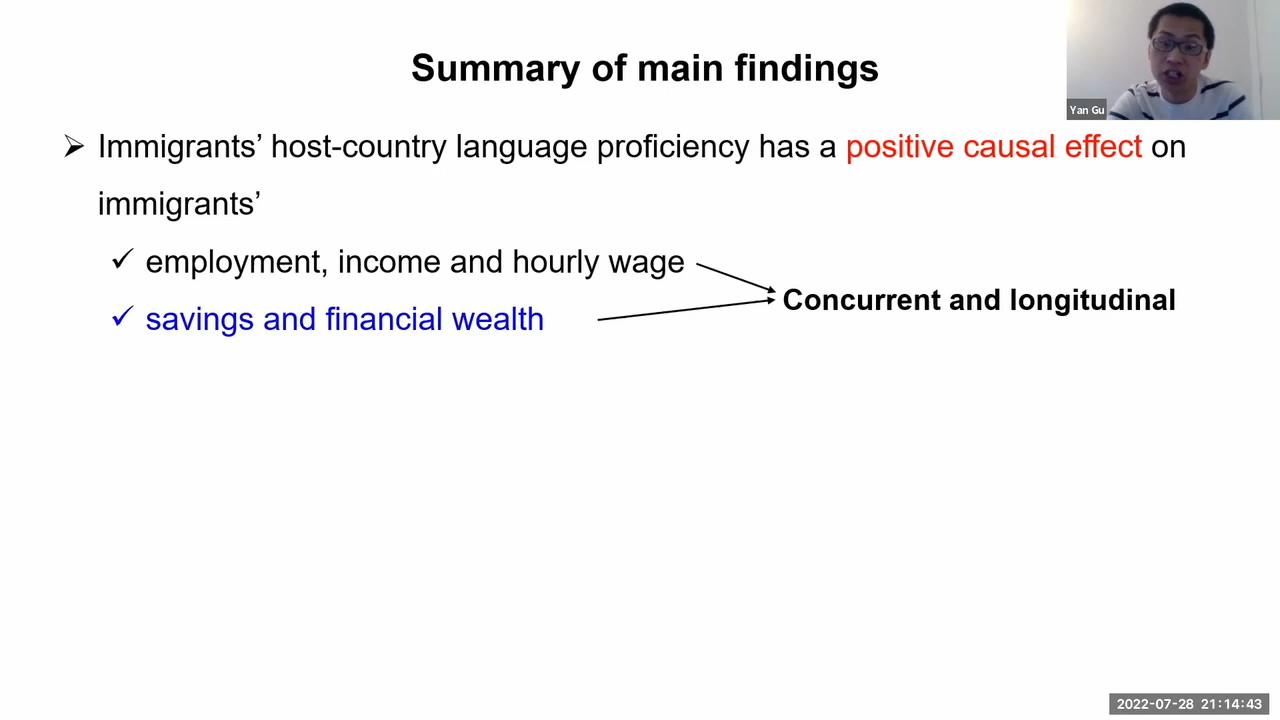 Summary of main findings
Yan Gu
➢ Immigrants’ host-country language proficiency has a positive causal effect on
immigrants’
✓ employment, income and hourly wage
Concurrent and longitudinal
✓ savings and financial wealth
2022-07-28 21:14:43